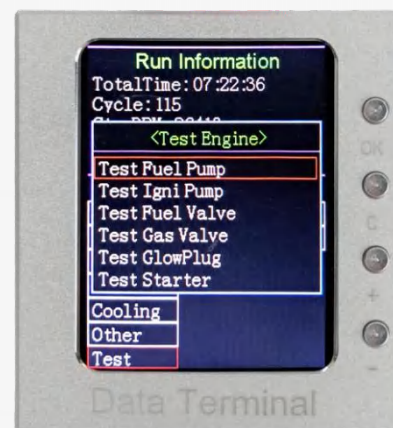 Run Information
TotalTime: 07:22:36
Cycle: 115
<Test Engine>
Test Fuel Pump
Test Igni Pump
Test Fuel Valve
Test Gas Valve
Test GlowPlug
Test Starter
Cooling
Other
Test
OK
C
+
-
Data Terminal